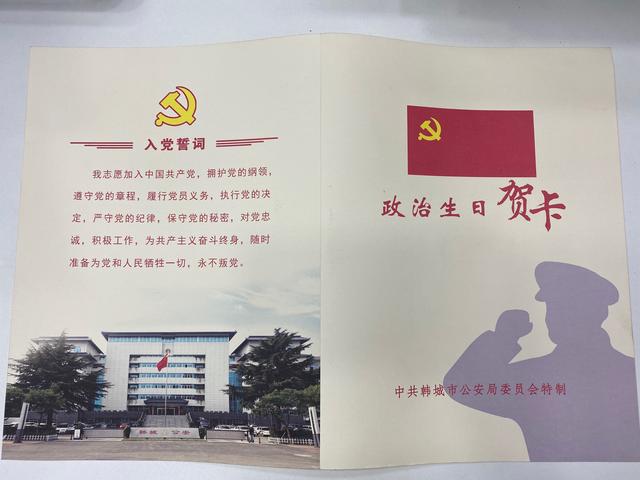 入党誓词
我志愿加入中国共产党，拥护党的纲领，
遵守党的章程，履行党员义务，执行党的决
定，严守党的纪律，保守党的秘密，对党忠
诚，积极工作，为共产主义奋斗终身，随时
准备为党和人民牺牲一切，永不叛党。
韩城 公安
政治生日贺卡
中共韩城市公安局委员会特制